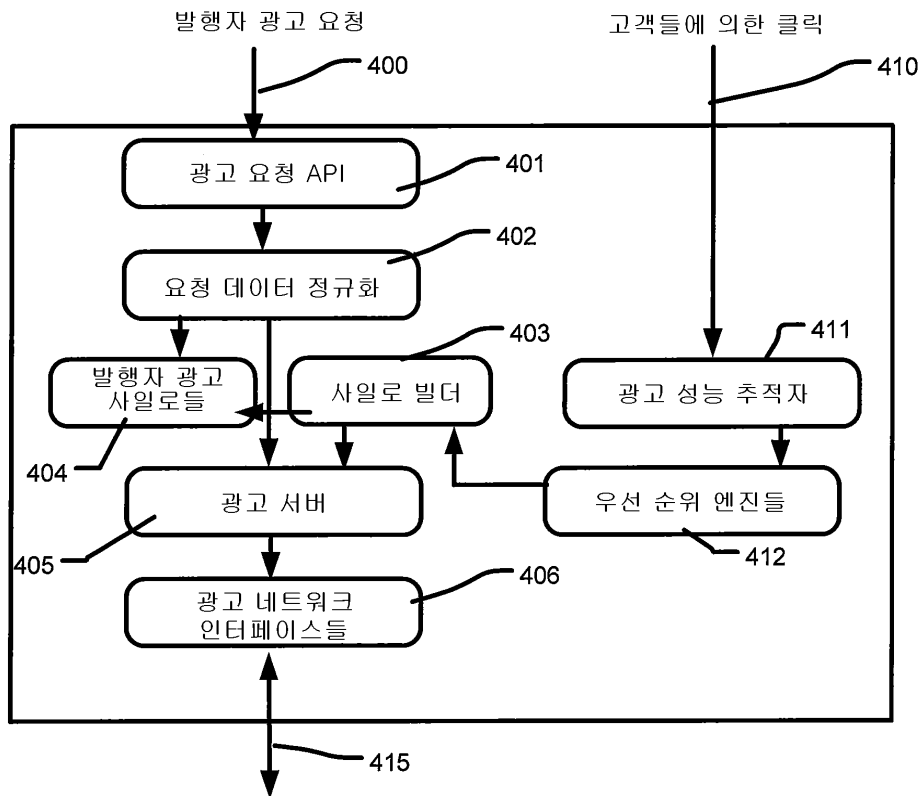 발행자 광고 요청
고객들에 의한 클릭
400
410
광고 요청 API
401
402
요청 데이터 정규화
403
411
발행자 광고
사일로들
사일로 빌더
광고 성능 추적자
404
광고 서버
우선 순위 엔진들
405
412
406
광고 네트워크
인터페이스들
415